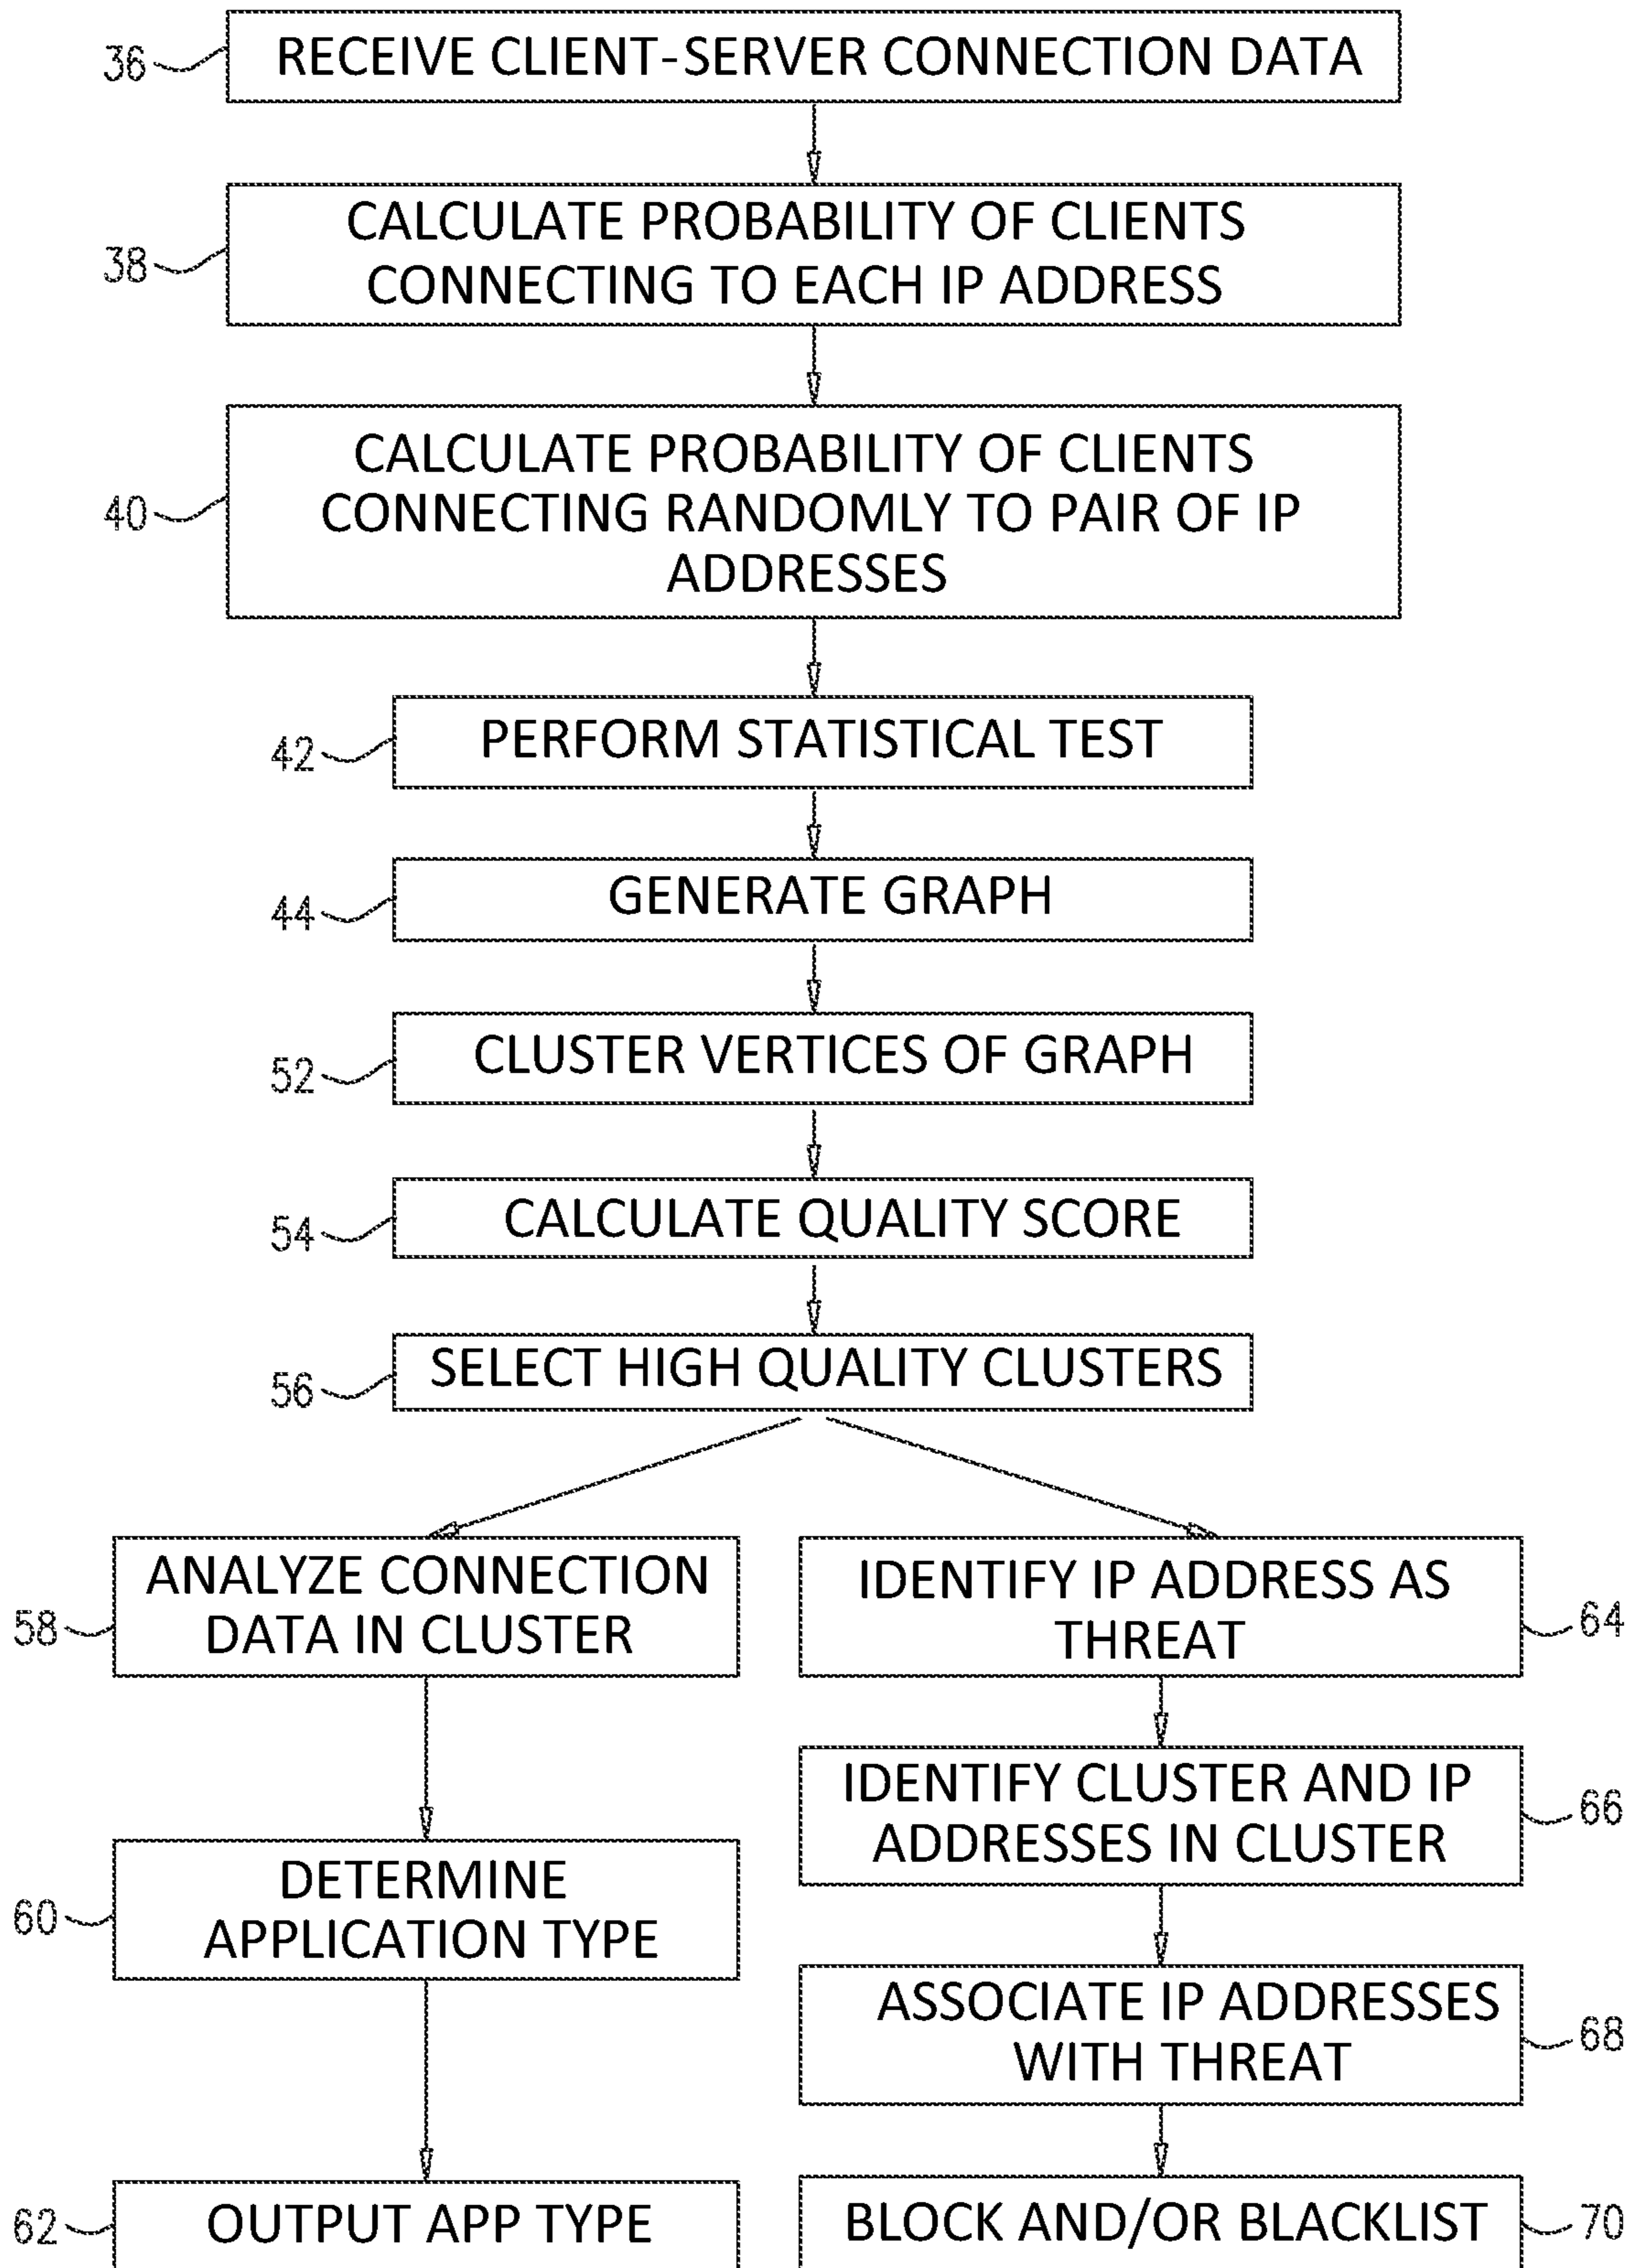 36
RECEIVE CLIENT-SERVER CONNECTION DATA
38
CALCULATE PROBABILITY OF CLIENTS
CONNECTING TO EACH IP ADDRESS
40
CALCULATE PROBABILITY OF CLIENTS
CONNECTING RANDOMLY TO PAIR OF IP
ADDRESSES
42
PERFORM STATISTICAL TEST
44
GENERATE GRAPH
52
CLUSTER VERTICES OF GRAPH
54
CALCULATE QUALITY SCORE
56
SELECT HIGH QUALITY CLUSTERS
58
ANALYZE CONNECTION
DATA IN CLUSTER
60
DETERMINE
APPLICATION TYPE
62
OUTPUT APP TYPE
IDENTIFY IP ADDRESS AS
THREAT
64
IDENTIFY CLUSTER AND IP
ADDRESSES IN CLUSTER
66
ASSOCIATE IP ADDRESSES
WITH THREAT
68
BLOCK AND/OR BLACKLIST
70